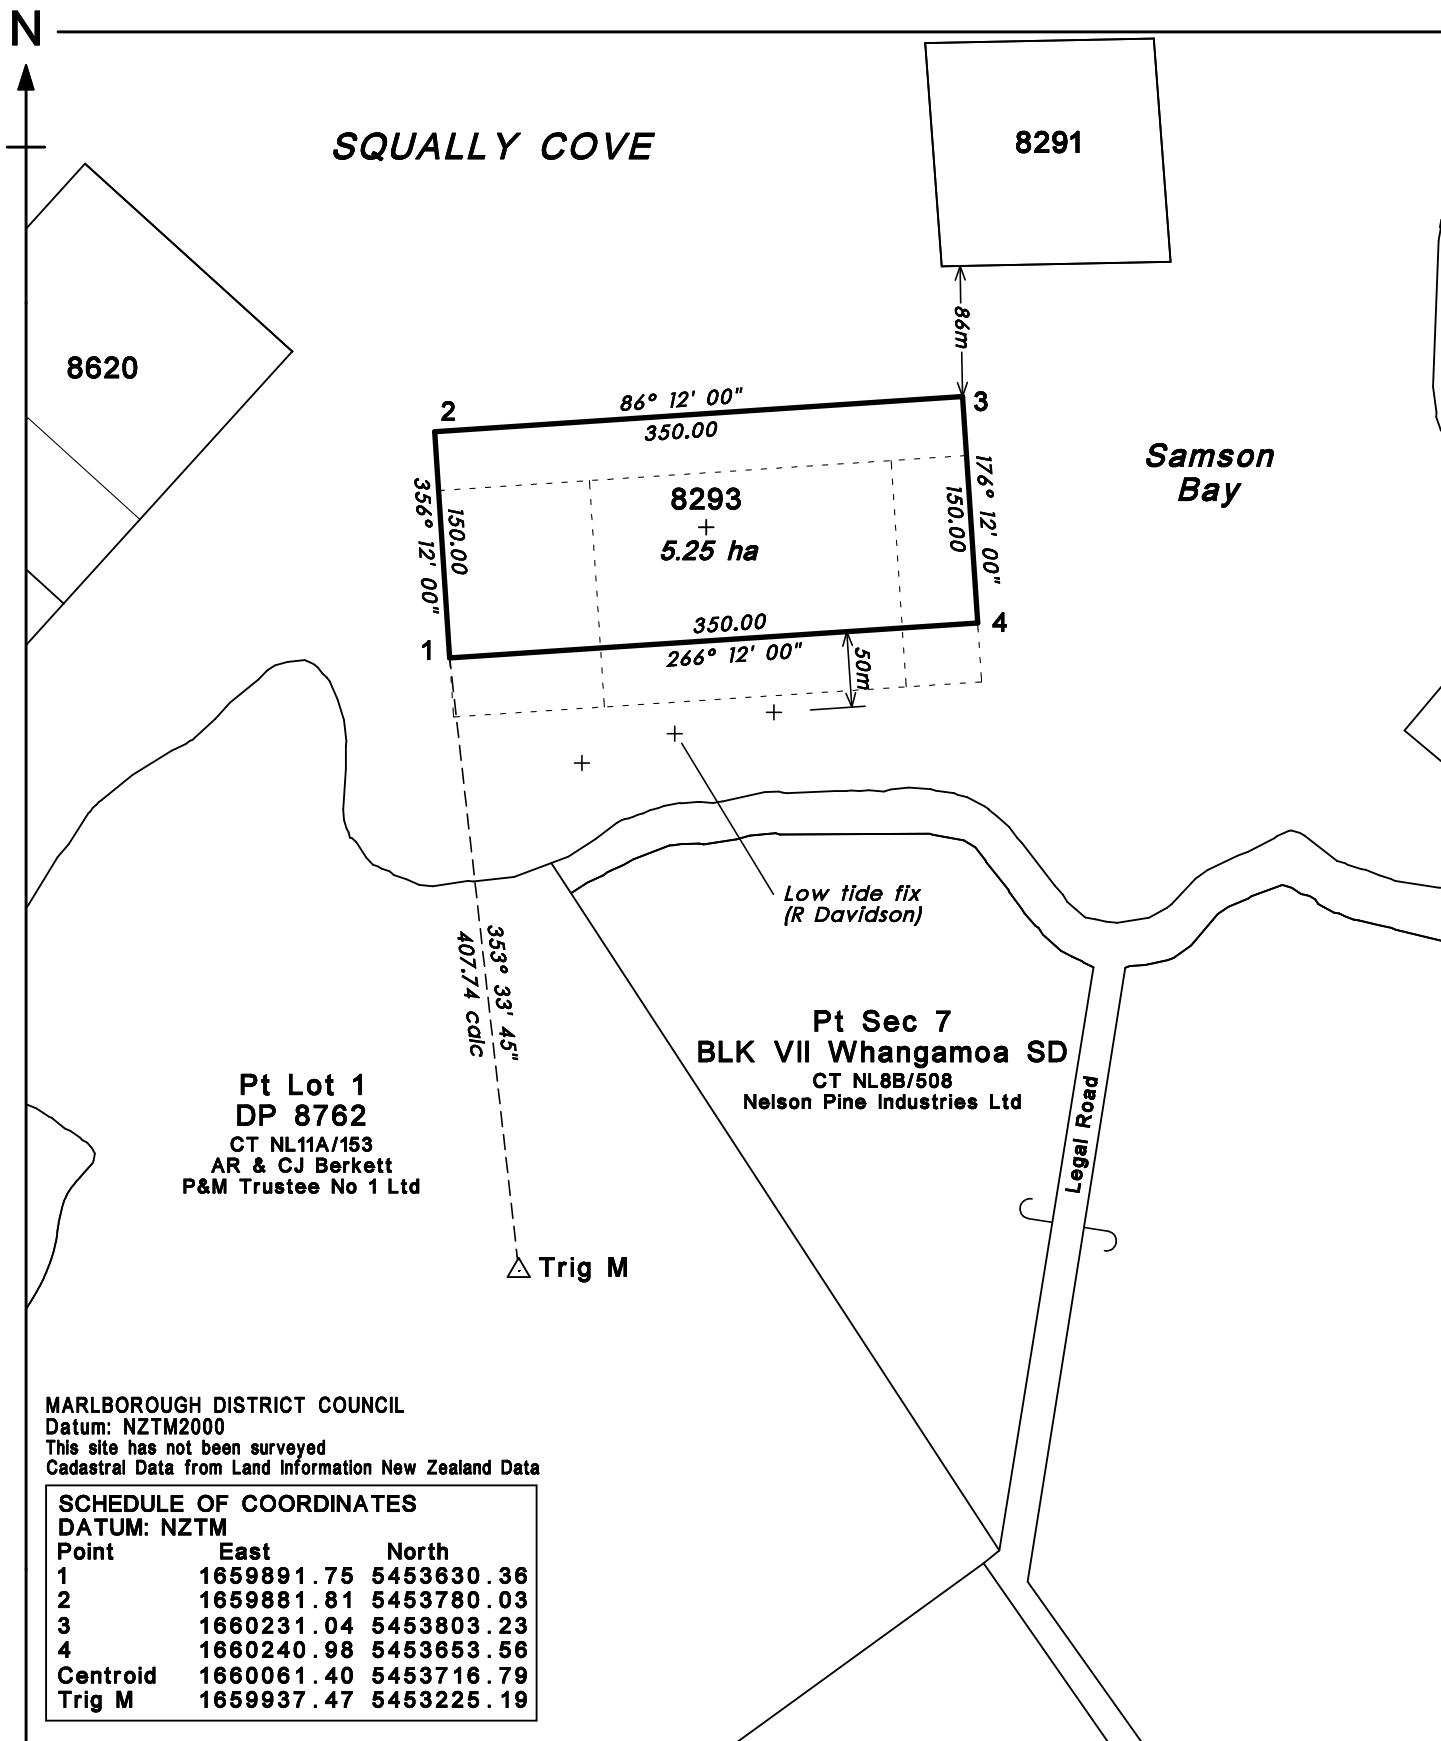 N
SQUALLY COVE
8291
8620
86m
2
86° 12' 00"
3
350.00
Samson
Bay
356° 12' 00"
150.00
8293
5.25 ha
150.00
176° 12' 00"
1
350.00
266° 12' 00"
4
50m
Low tide fix
(R Davidson)
353° 33' 45"
407.74 calc
Pt Sec 7
BLK VII Whangamoa SD
CT NL8B/508
Nelson Pine Industries Ltd
Pt Lot 1
DP 8762
CT NL11A/153
AR & CJ Berkett
P&M Trustee No 1 Ltd
Legal Road
Trig M
MARLBOROUGH DISTRICT COUNCIL
Datum: NZTM2000
This site has not been surveyed
Cadastral Data from Land Information New Zealand Data
SCHEDULE OF COORDINATES
DATUM: NZTM
Point East North
1 1659891.75 5453630.36
2 1659881.81 5453780.03
3 1660231.04 5453803.23
4 1660240.98 5453653.56
Centroid 1660061.40 5453716.79
Trig M 1659937.47 5453225.19